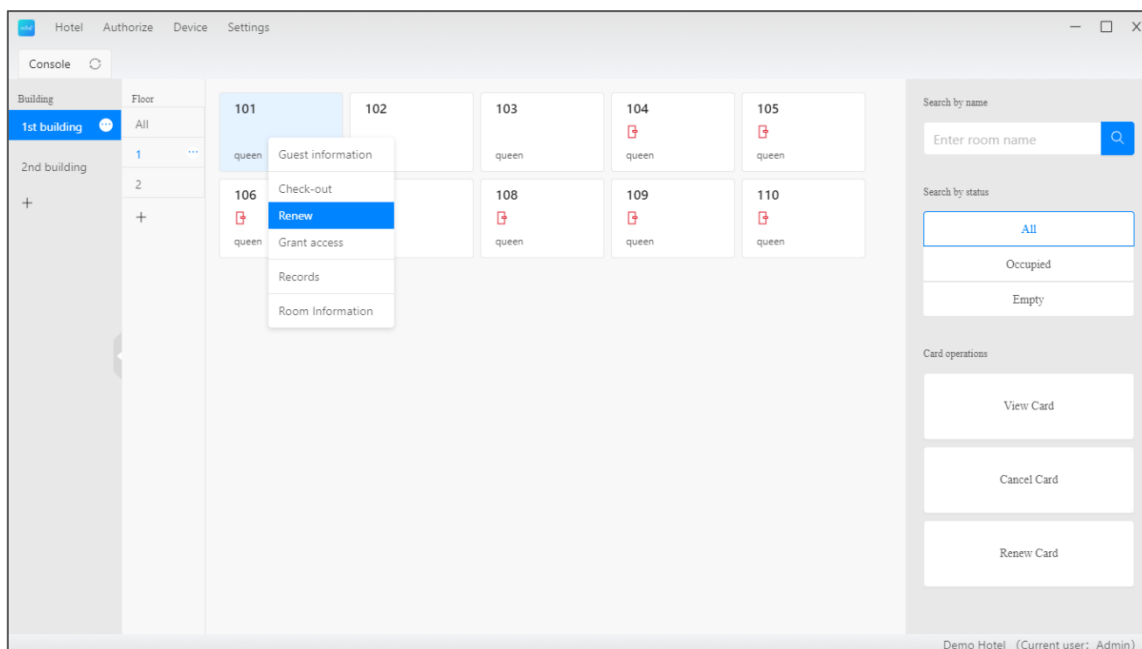 Hotel Authorize Device Settings
Console
Building
1st building
2nd building
+
Floor
All
1
2
+
101
queen
102
103
queen
104
queen
105
queen
106
queen
108
queen
109
queen
110
queen
Guest information
Check-out
Renew
Grant access
Records
Room Information
Search by name
Enter room name
Search by status
All
Occupied
Empty
Card operations
View Card
Cancel Card
Renew Card
Demo Hotel (Current user: Admin)